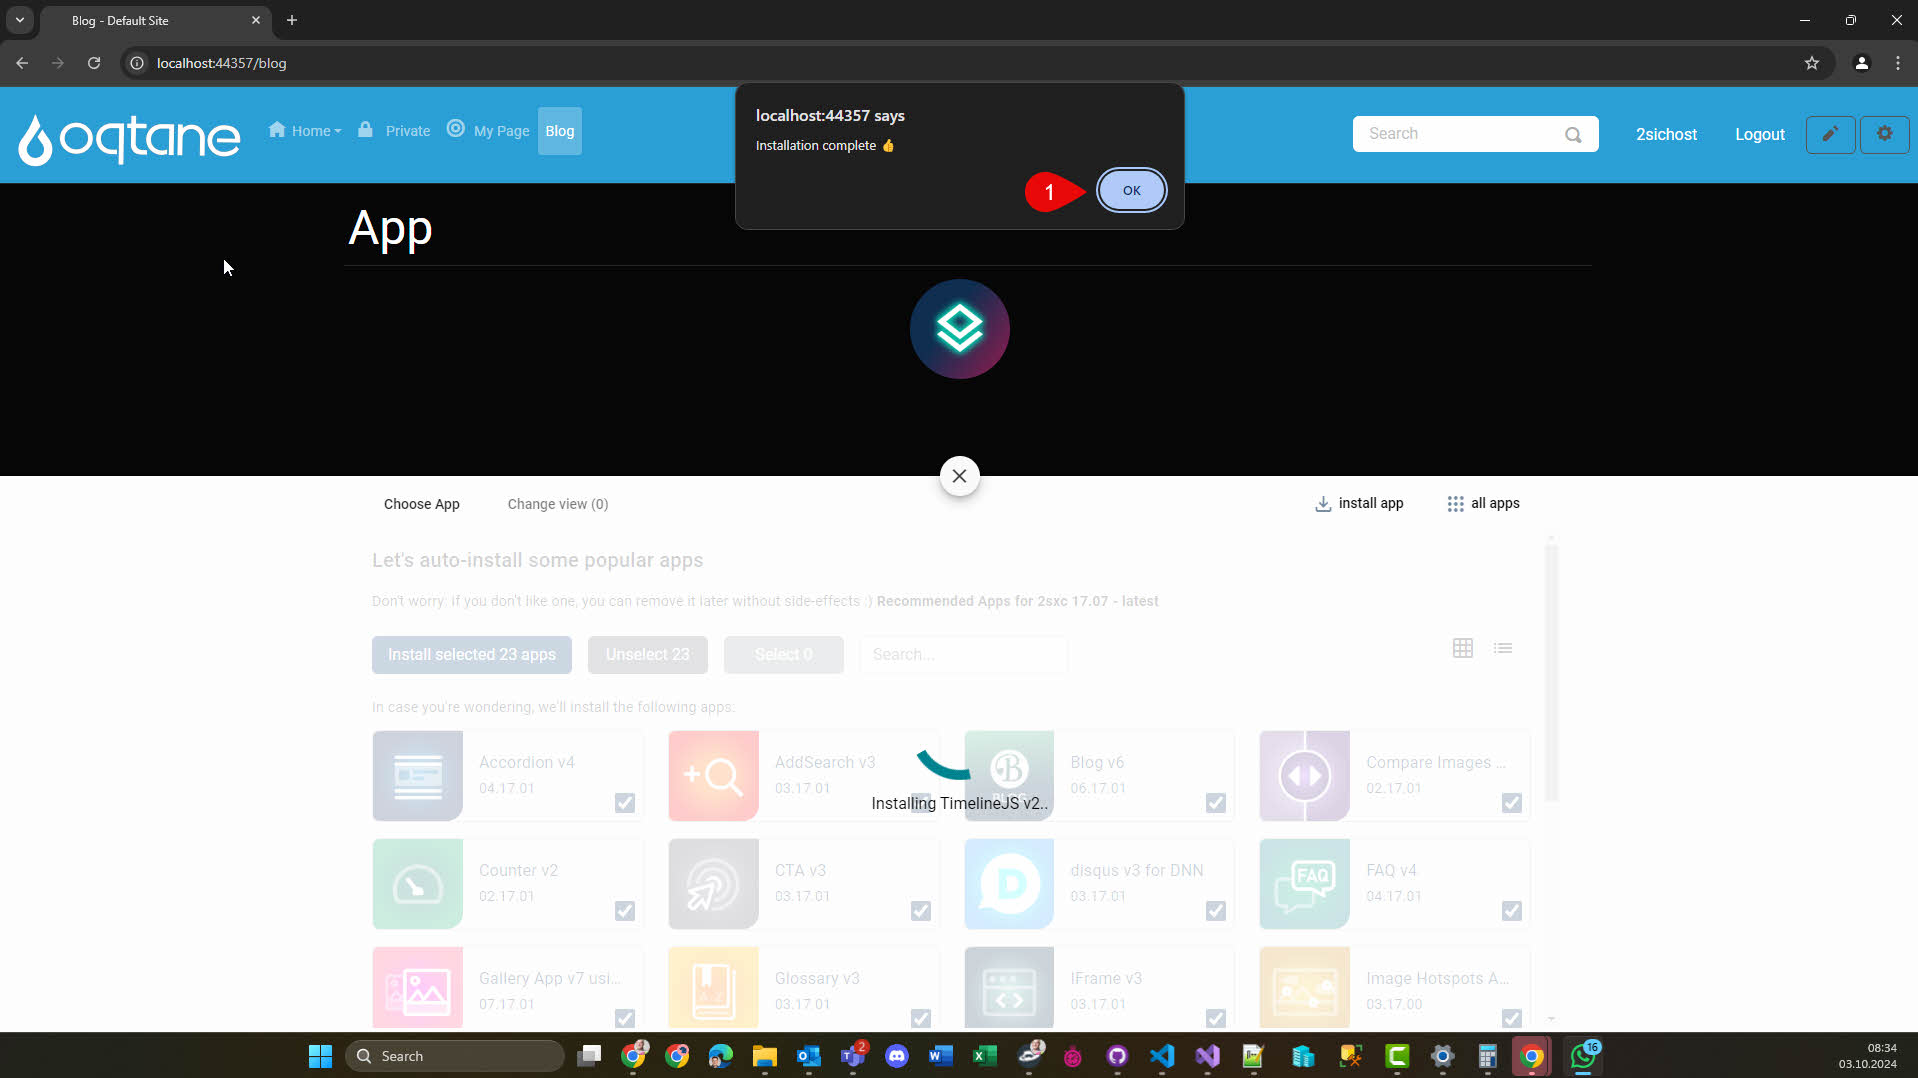 Blog - Default Site
localhost:44357/blog
oqtane
Home
Private
My Page
Blog
localhost:44357 says
Installation complete 👍
1
OK
Search
2sichost
Logout
App
Choose App
Change view (0)
install app
all apps
Let's auto-install some popular apps
Don't worry: if you don't like one, you can remove it later without side-effects :) Recommended Apps for 2sxc 17.07 - latest
Install selected 23 apps
Unselect 23
Select 0
Search...
In case you're wondering, we'll install the following apps:
Accordion v4
04.17.01
AddSearch v3
03.17.01
Blog v6
06.17.01
Compare Images ...
02.17.01
Installing TimelineJS v2..
Counter v2
02.17.01
CTA v3
03.17.01
disqus v3 for DNN
03.17.01
FAQ
FAQ v4
04.17.01
Gallery App v7 usi...
07.17.01
A-Z
Glossary v3
03.17.01
IFrame v3
03.17.01
Image Hotspots A...
03.17.00
Search
2
16
08:34
03.10.2024